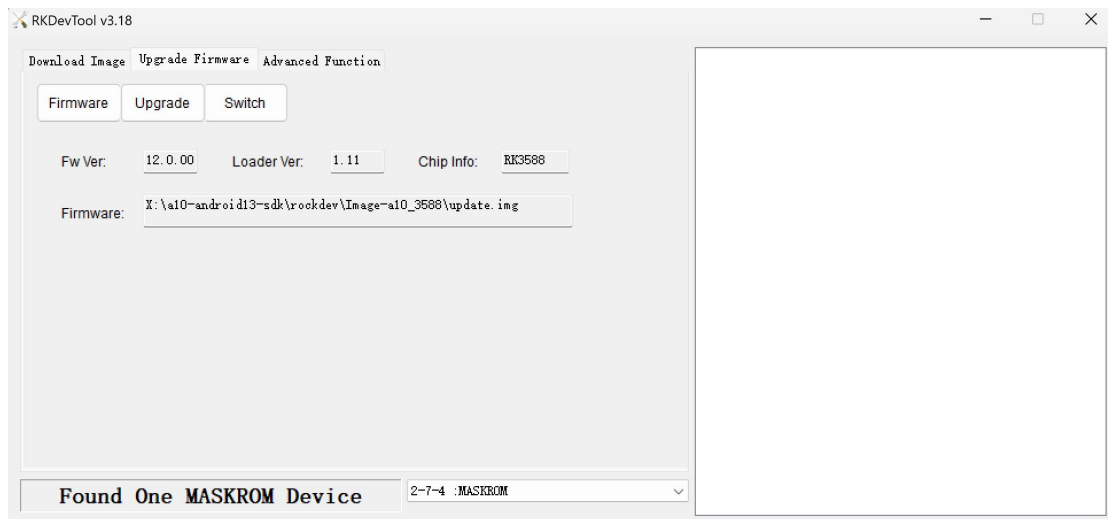 RKDevTool v3.18
Download Image Upgrade Firmware Advanced Function
Firmware Upgrade Switch
Fw Ver: 12.0.00 Loader Ver: 1.11 Chip Info: RK3588
Firmware: X:\a10-android13-sdk\rockdev\Image-a10_3588\update.img
Found One MASKROM Device 2-7-4 :MASKROM